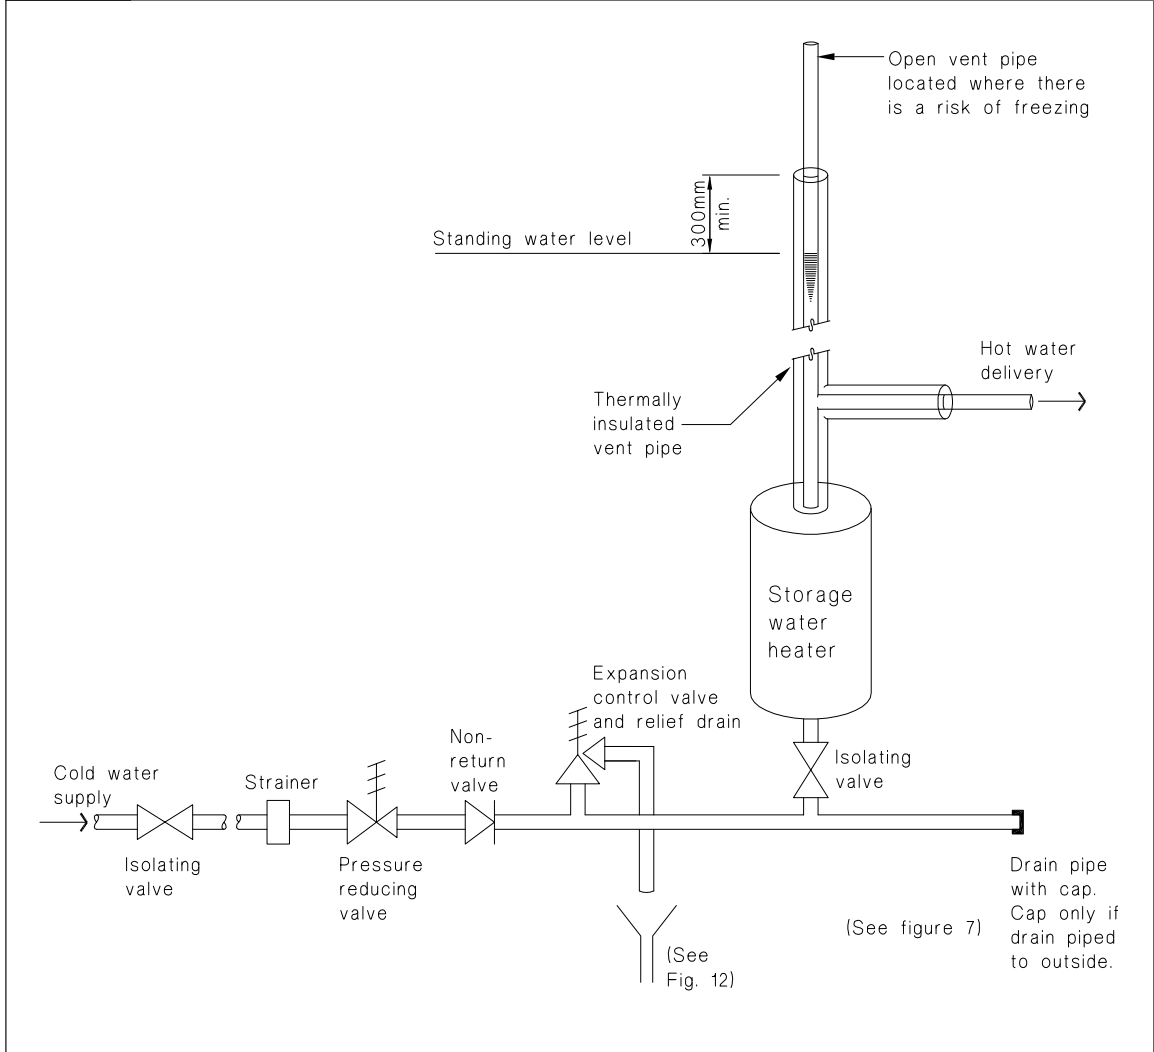 Open vent pipe
located where there
is a risk of freezing
300mm
min.
Standing water level
Hot water
delivery
Thermally
insulated
vent pipe
Storage
water
heater
Expansion
control valve
and relief drain
Non-
return
valve
Isolating
valve
Cold water
supply
Strainer
Isolating
valve
Pressure
reducing
valve
Drain pipe
with cap.
Cap only if
drain piped
to outside.
(See figure 7)
(See
Fig. 12)